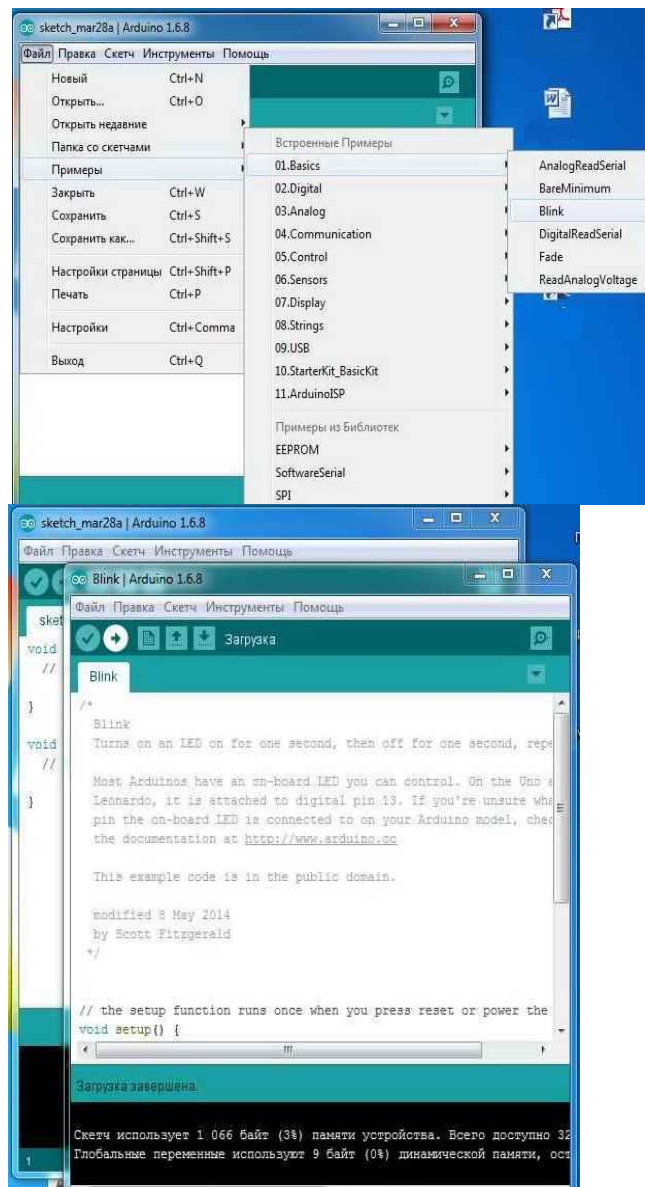 sketch_mar28a | Arduino 1.6.8
Файл Правка Скетч Инструменты Помощь
Новый Ctrl+N
Открыть... Ctrl+O
Открыть недавние
Папка со скетчами
Примеры
Закрыть Ctrl+W
Сохранить Ctrl+S
Сохранить как... Ctrl+Shift+S
Настройки страницы Ctrl+Shift+P
Печать Ctrl+P
Настройки Ctrl+Comma
Выход Ctrl+Q
Встроенные Примеры
01.Basics
02.Digital
03.Analog
04.Communication
05.Control
06.Sensors
07.Display
08.Strings
09.USB
10.StarterKit_BasicKit
11.ArduinoISP
Примеры из Библиотек
EEPROM
SoftwareSerial
SPI
AnalogReadSerial
BareMinimum
Blink
DigitalReadSerial
Fade
ReadAnalogVoltage
sketch_mar28a | Arduino 1.6.8
Файл Правка Скетч Инструменты Помощь
sket
void
//
}
void
//
}
1
Blink | Arduino 1.6.8
Файл Правка Скетч Инструменты Помощь
Загрузка
Blink
/*
Blink
Turns on an LED on for one second, then off for one second, repe
Most Arduinos have an on-board LED you can control. On the Uno a
Leonardo, it is attached to digital pin 13. If you're unsure wha
pin the on-board LED is connected to on your Arduino model, chec
the documentation at http://www.arduino.cc
This example code is in the public domain.
modified 8 May 2014
by Scott Fitzgerald
*/
// the setup function runs once when you press reset or power the
void setup() {
Загрузка завершена.
Скетч использует 1 066 байт (3%) памяти устройства. Всего доступно 32
Глобальные переменные используют 9 байт (0%) динамической памяти, ост